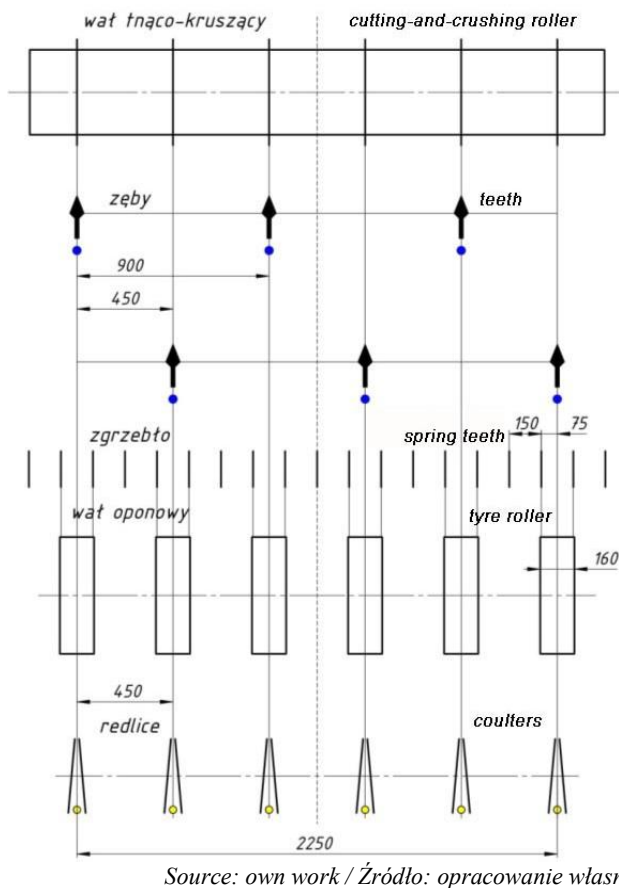 wał tnąco-kruszący cutting-and-crushing roller
zęby teeth
900
450
zgrzebło spring teeth 150 75
wał oponowy tyre roller
160
450
redlice coulters
2250
Source: own work / Źródło: opracowanie